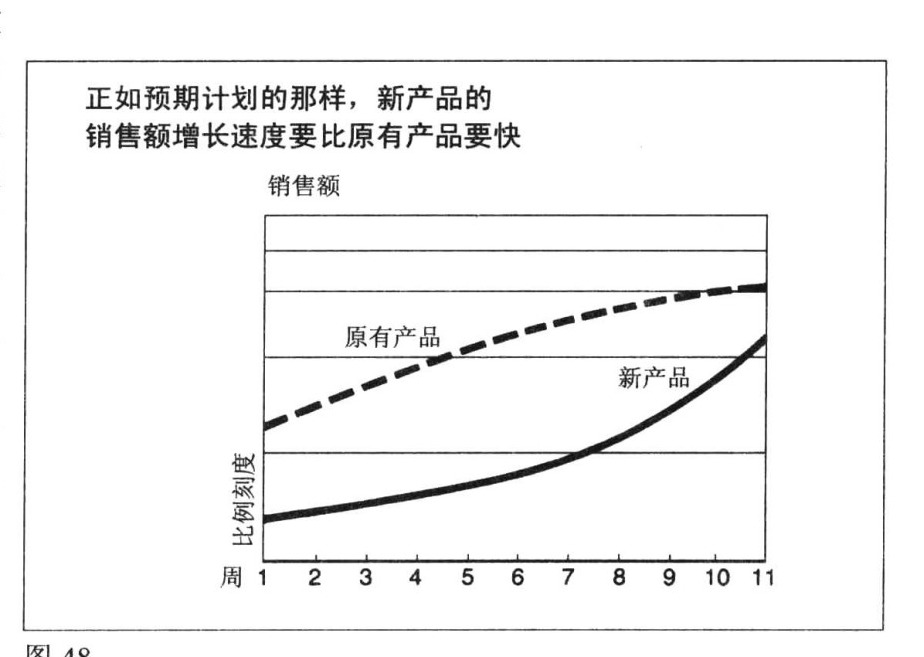 正如预期计划的那样，新产品的
销售额增长速度要比原有产品要快
销售额
原有产品
新产品
比例刻度
周 1 2 3 4 5 6 7 8 9 10 11
图 48